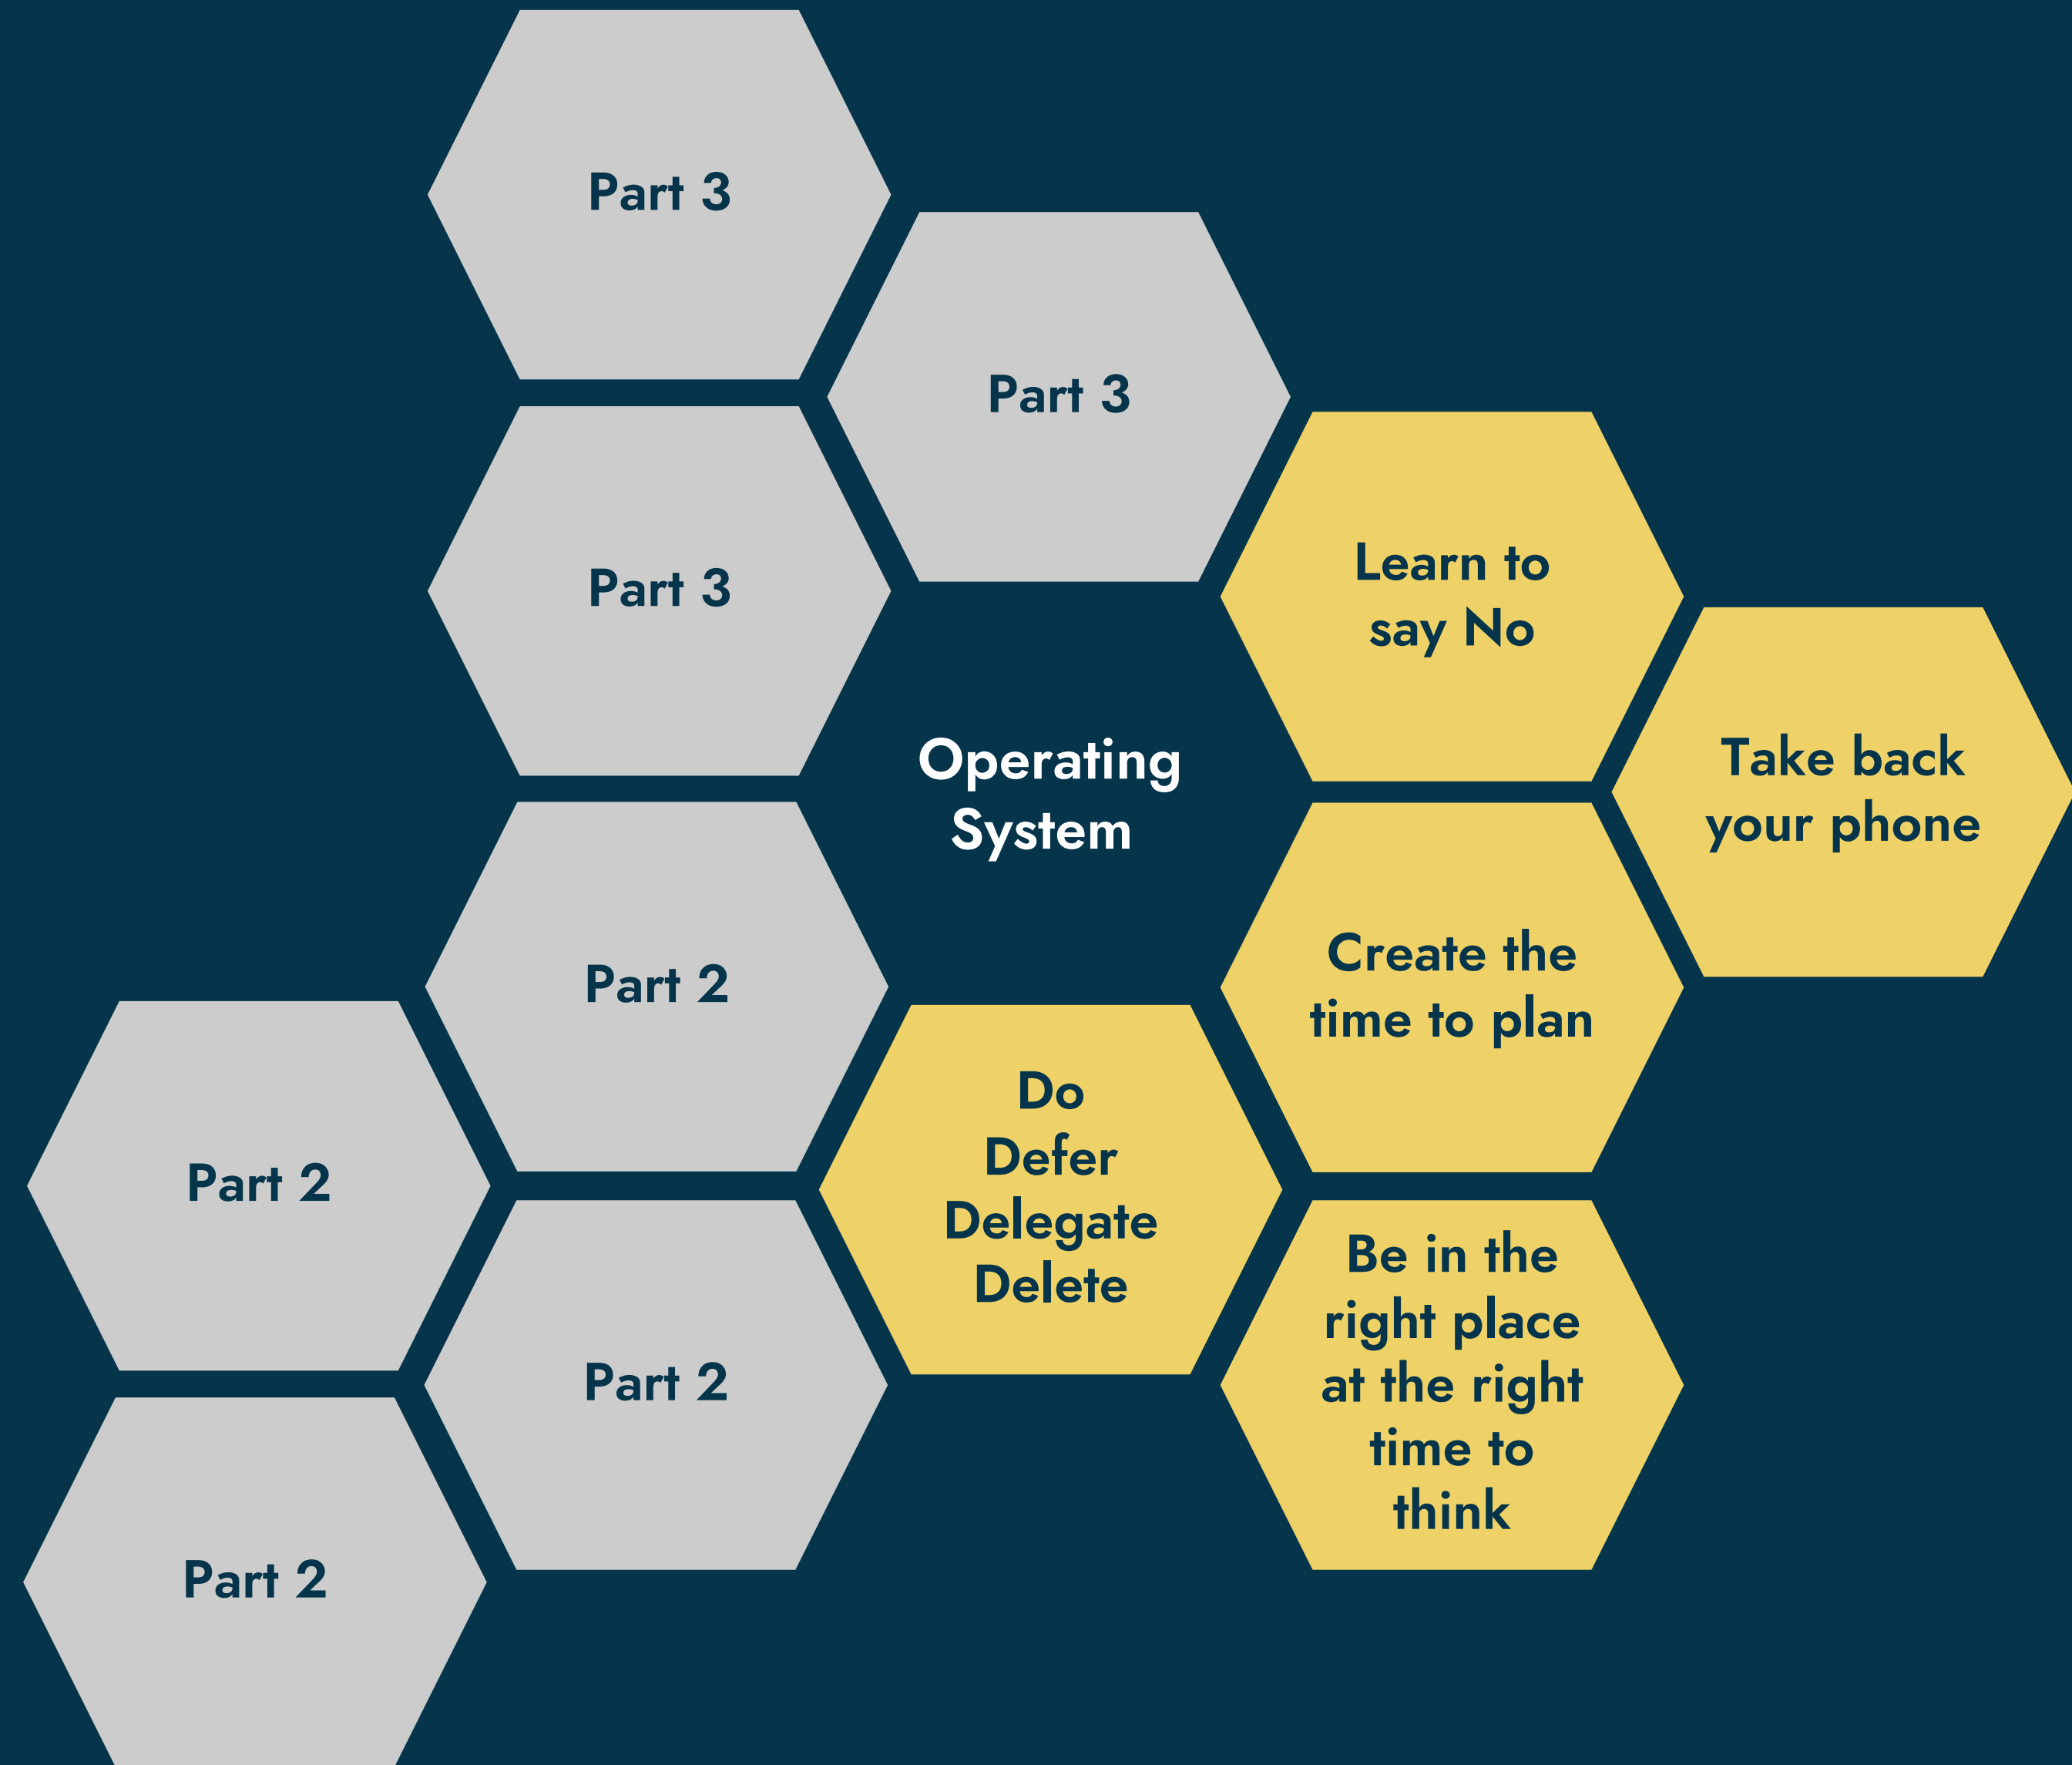 Part 3
Part 3
Part 3
Learn to
say No
Take back
your phone
Operating
System
Create the
time to plan
Part 2
Do
Defer
Delegate
Delete
Part 2
Be in the
right place
at the right
time to
think
Part 2
Part 2